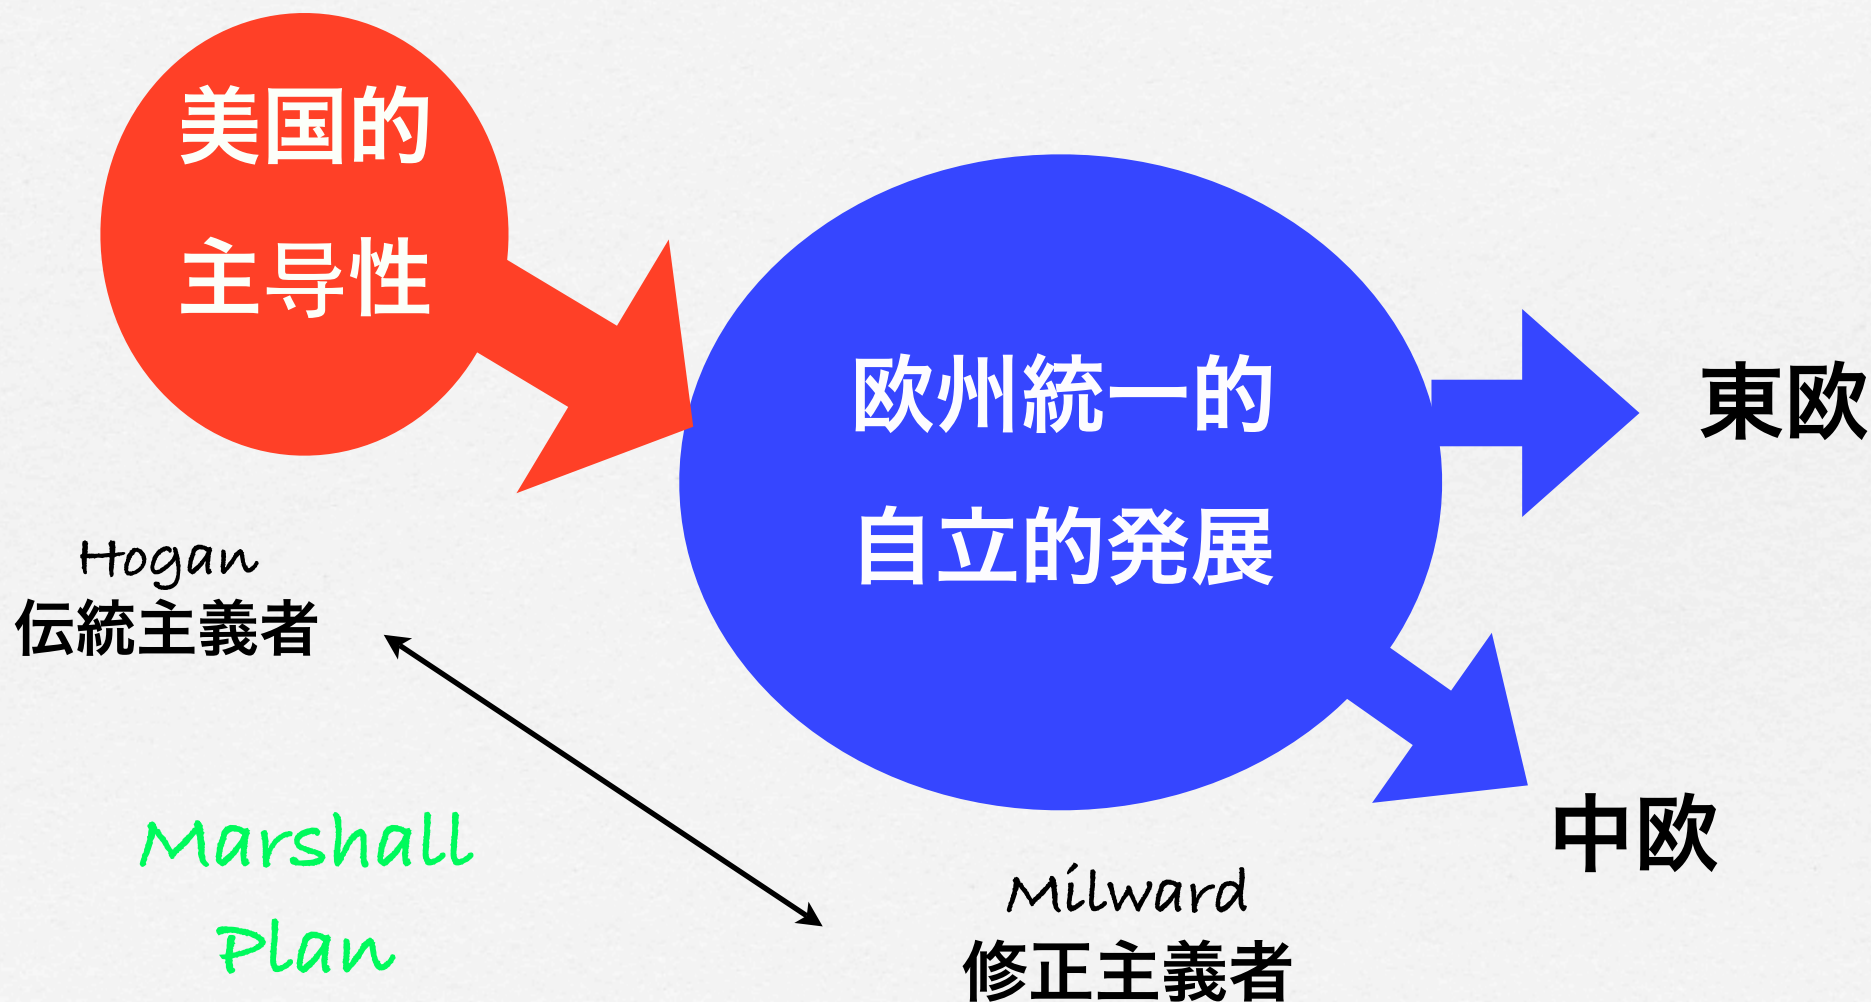 美国的
主导性
欧州統一的
自立的発展
東欧
中欧
Hogan
伝統主義者
Marshall
Plan
Milward
修正主義者